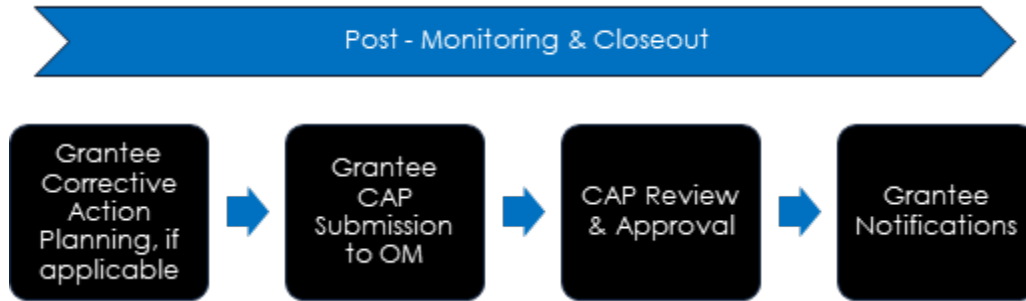 Post - Monitoring & Closeout
Grantee
Corrective
Action
Planning, if
applicable
Grantee
CAP
Submission
to OM
CAP Review
& Approval
Grantee
Notifications